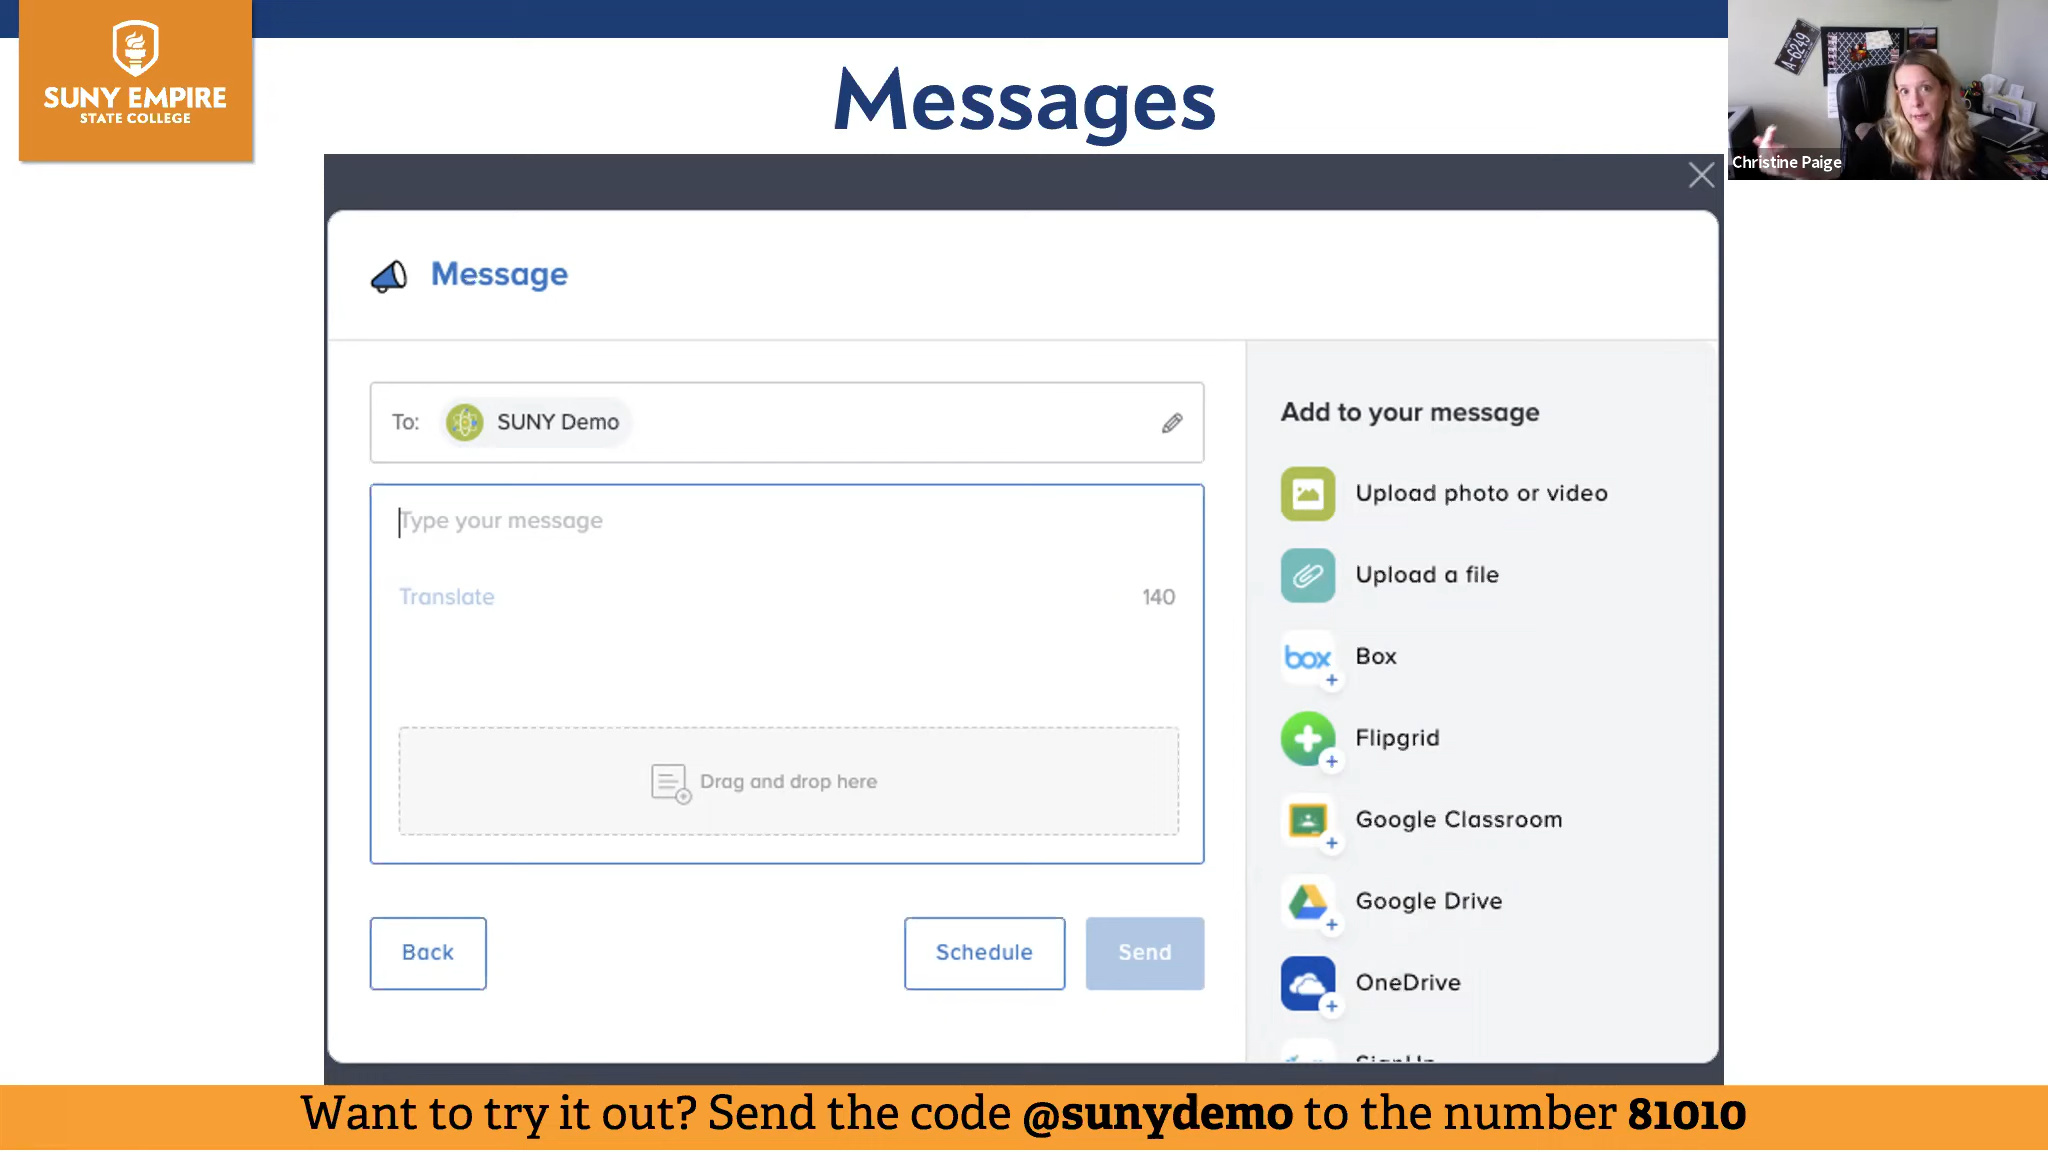 SUNY EMPIRE
STATE COLLEGE
Messages
A-6249
Christine Paige
Message
To: SUNY Demo
Type your message
Translate
140
Drag and drop here
Back
Schedule
Send
Add to your message
Upload photo or video
Upload a file
box
Box
Flipgrid
Google Classroom
Google Drive
OneDrive
SignUp
Want to try it out? Send the code @sunydemo to the number 81010